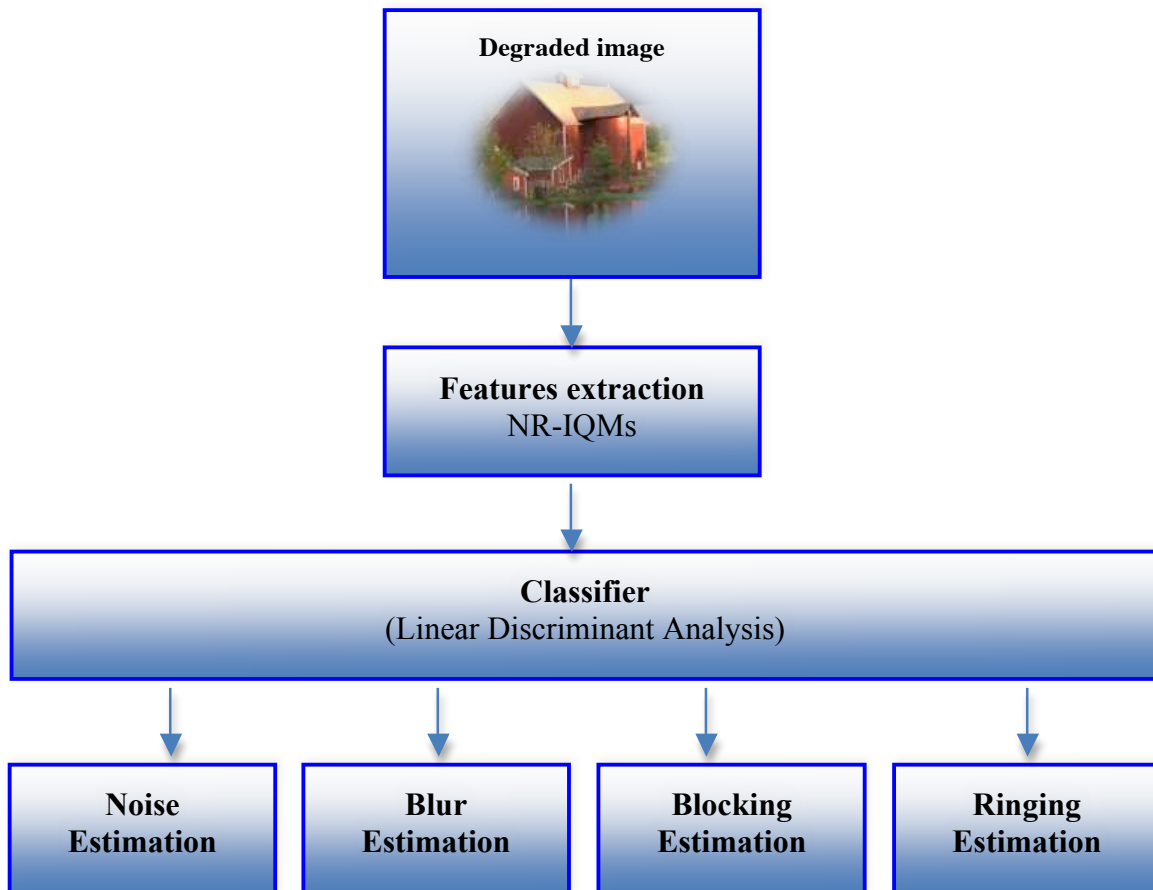 Degraded image
Features extraction
NR-IQMs
Classifier
(Linear Discriminant Analysis)
Noise
Estimation
Blur
Estimation
Blocking
Estimation
Ringing
Estimation